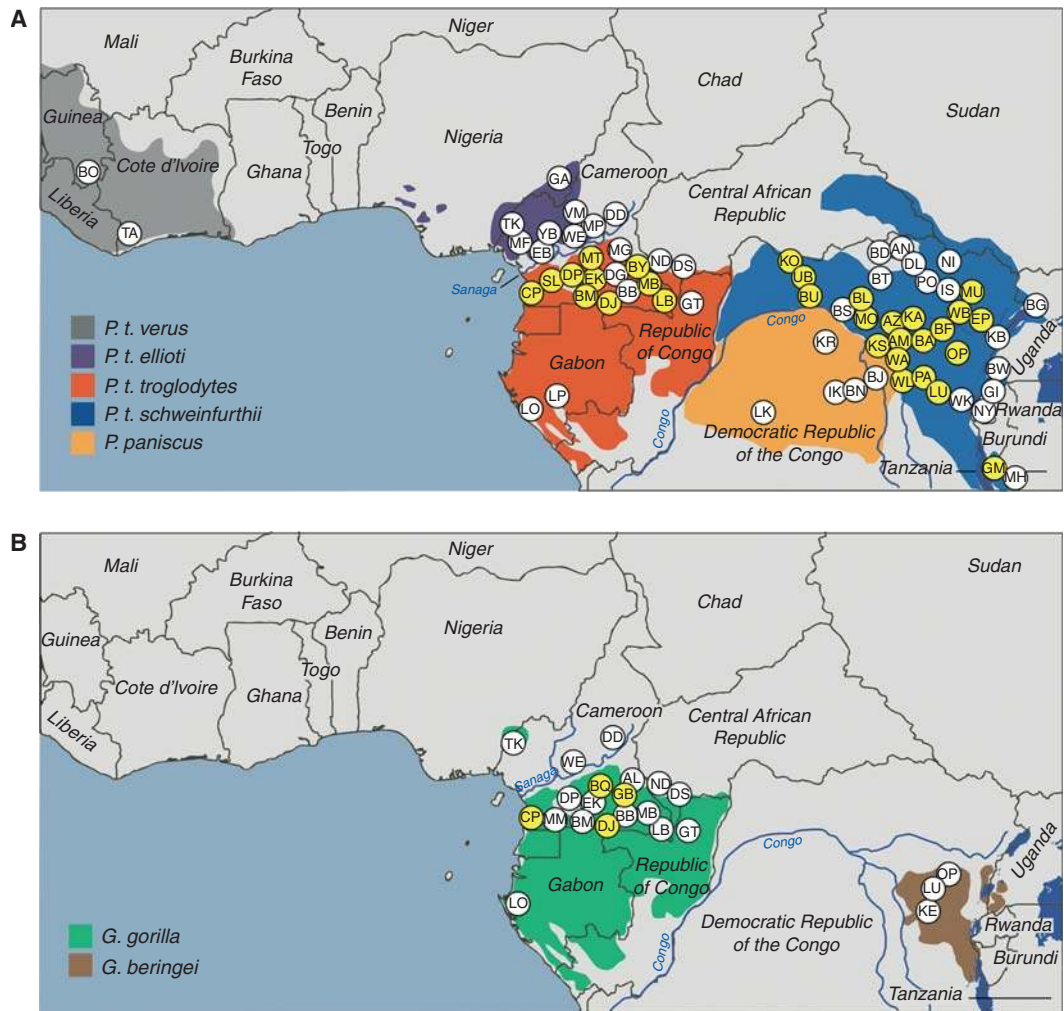 A
Mali
Niger
Burkina
Faso
Chad
Sudan
Benin
Guinea
Nigeria
Togo
Cote d'Ivoire
Ghana
Cameroon
Central African
Republic
Liberia
BO
TA
GA
TK
MF
EB
YB
VM
WE
MP
DD
Sanaga
MG
MT
DP
EK
DG
BY
ND
DS
SL
CP
BM
DJ
BB
MB
LB
GT
Republic
of Congo
Gabon
LO
LP
Congo
Congo
KO
UB
BU
BD
AN
DL
NI
BT
PO
IS
MU
BG
BL
BS
MO
AZ
KA
WB
EP
BF
KB
KR
KS
AM
BA
OP
WA
Uganda
BW
BJ
WL
PA
LU
WK
GI
NY
Rwanda
IK
BN
LK
Democratic Republic
of the Congo
Burundi
Tanzania
GM
MH
P. t. verus
P. t. ellioti
P. t. troglodytes
P. t. schweinfurthii
P. paniscus
B
Mali
Niger
Burkina
Faso
Chad
Sudan
Benin
Guinea
Nigeria
Togo
Cote d'Ivoire
Ghana
Cameroon
Central African
Republic
Liberia
TK
DD
WE
Sanaga
BQ
AL
GB
ND
DS
DP
EK
CP
MM
BM
DJ
BB
MB
LB
GT
Republic
of Congo
Gabon
LO
Congo
Congo
Uganda
OP
LU
KE
Democratic Republic
of the Congo
Rwanda
Burundi
Tanzania
G. gorilla
G. beringei